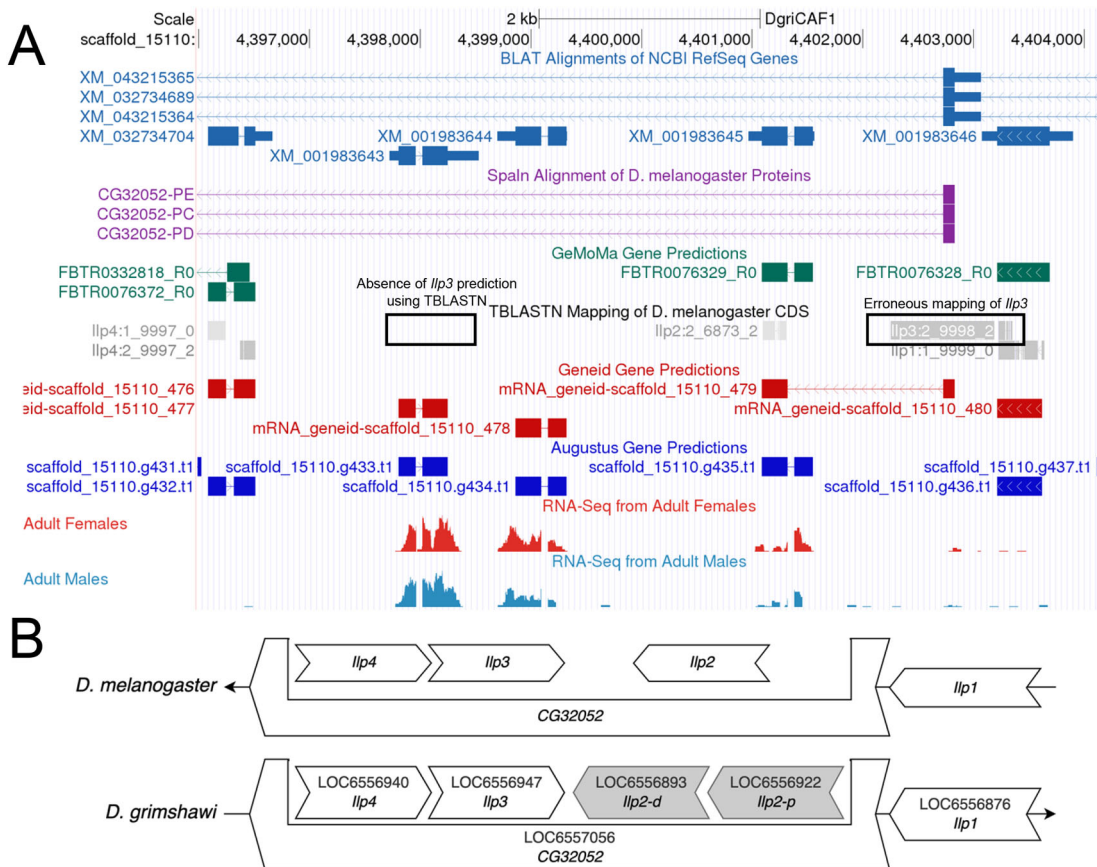 A
Scale 2 kb DgriCAF1
scaffold_15110: 4,397,000 4,398,000 4,399,000 4,400,000 4,401,000 4,402,000 4,403,000 4,404,000
BLAT Alignments of NCBI RefSeq Genes
XM_043215365
XM_032734689
XM_043215364
XM_032734704 XM_001983644 XM_001983645 XM_001983646
XM_001983643
Spaln Alignment of D. melanogaster Proteins
CG32052-PE
CG32052-PC
CG32052-PD
GeMoMa Gene Predictions
FBTR0332818_R0 FBTR0076329_R0 FBTR0076328_R0
FBTR0076372_R0
Absence of Ilp3 prediction
using TBLASTN
TBLASTN Mapping of D. melanogaster CDS
Erroneous mapping of Ilp3
Ilp4:1_9997_0 Ilp2:2_6873_2 Ilp3:2_9998_2
Ilp4:2_9997_2 Ilp1:1_9999_0
Geneid Gene Predictions
eid-scaffold_15110_476 mRNA_geneid-scaffold_15110_479
eid-scaffold_15110_477 mRNA_geneid-scaffold_15110_480
mRNA_geneid-scaffold_15110_478
Augustus Gene Predictions
scaffold_15110.g431.t1 scaffold_15110.g433.t1 scaffold_15110.g435.t1 scaffold_15110.g437.t1
scaffold_15110.g432.t1 scaffold_15110.g434.t1 scaffold_15110.g436.t1
RNA-Seq from Adult Females
Adult Females
RNA-Seq from Adult Males
Adult Males
B
D. melanogaster Ilp4 Ilp3 Ilp2 Ilp1
CG32052
D. grimshawi
LOC6556940 LOC6556947 LOC6556893 LOC6556922 LOC6556876
Ilp4 Ilp3 Ilp2-d Ilp2-p Ilp1
LOC6557056
CG32052